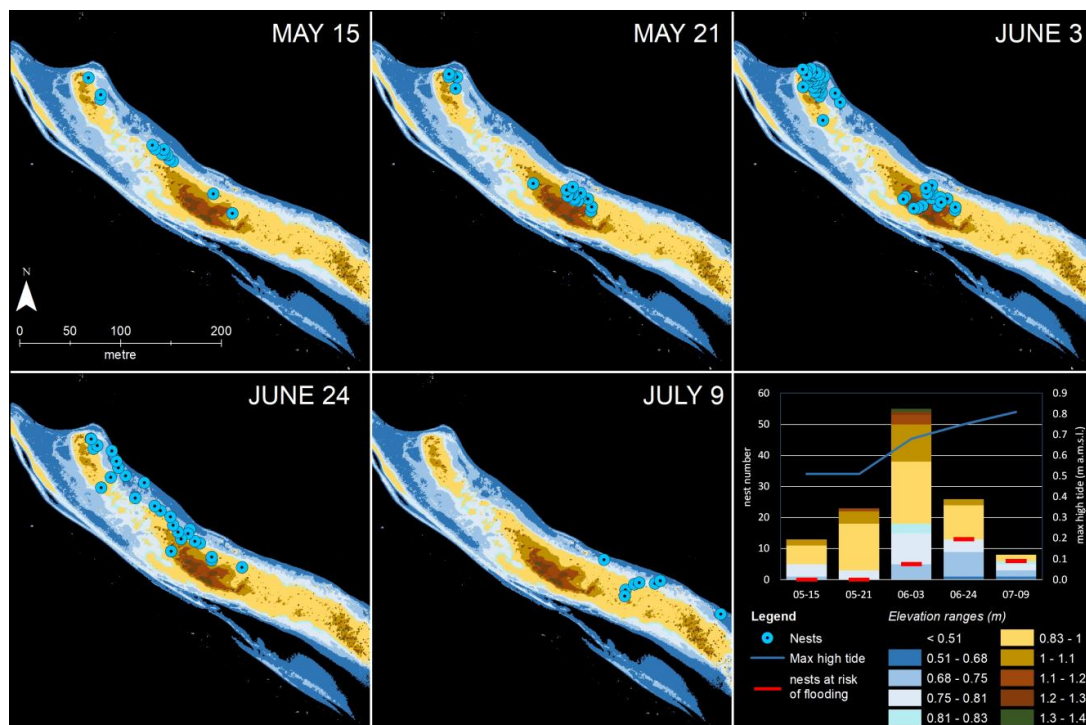 MAY 15
MAY 21
JUNE 3
N
0 50 100 200
metre
JUNE 24
JULY 9
60
50
40
30
20
10
0
nest number
0.9
0.8
0.7
0.6
0.5
0.4
0.3
0.2
0.1
0
max high tide (m a.m.s.l.)
05-15 05-21 06-03 06-24 07-09
Legend
Nests
Max high tide
nests at risk
of flooding
Elevation ranges (m)
< 0.51
0.51 - 0.68
0.68 - 0.75
0.75 - 0.81
0.81 - 0.83
0.83 - 1
1 - 1.1
1.1 - 1.2
1.2 - 1.3
1.3 - 1.4